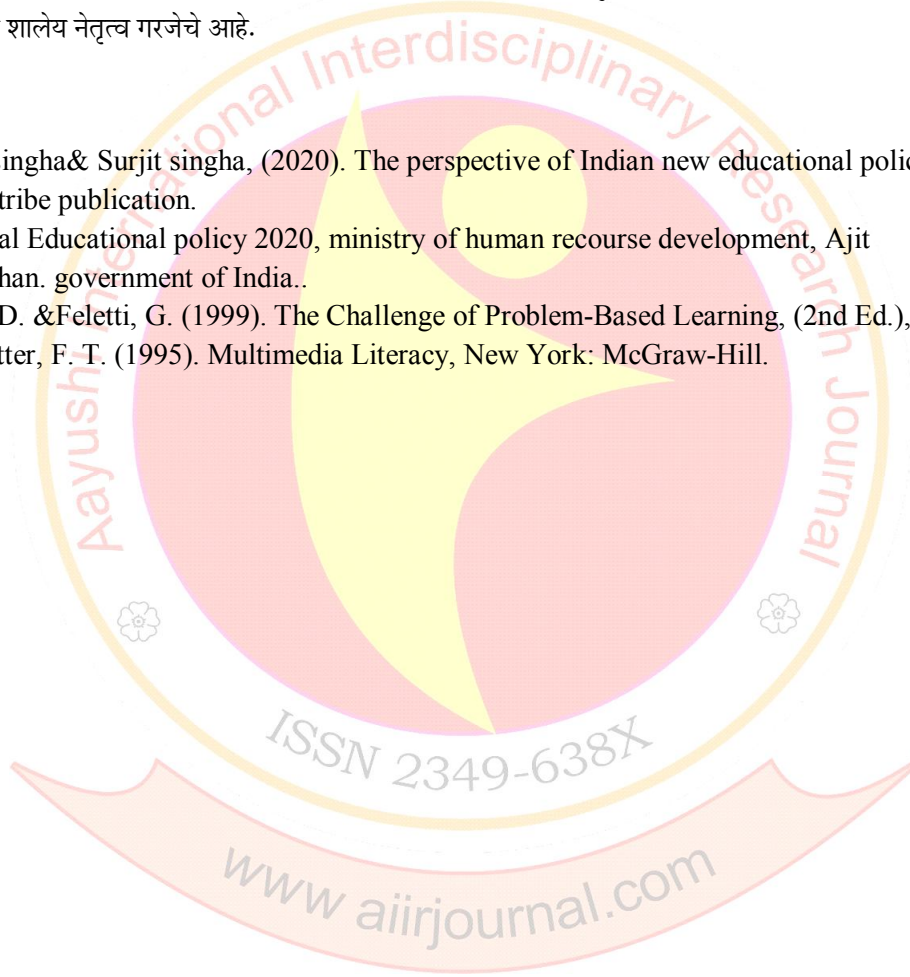 शालेय नेतृत्व गरजेचे आहे.
singha& Surjit singha, (2020). The perspective of Indian new educational polic
tribe publication.
al Educational policy 2020, ministry of human recourse development, Ajit
han. government of India..
D. &Feletti, G. (1999). The Challenge of Problem-Based Learning, (2nd Ed.),
tter, F. T. (1995). Multimedia Literacy, New York: McGraw-Hill.
Aayushi International Interdisciplinary Research Journal
ISSN 2349-638X
www aiirjournal.com